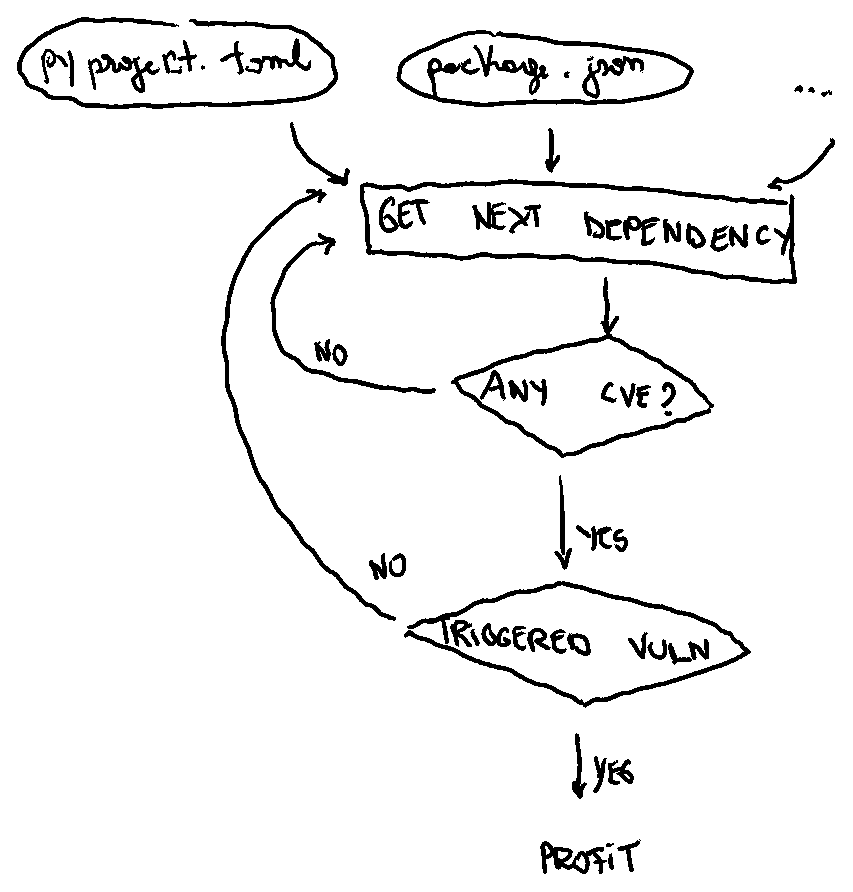 pyproject.toml
package.json
...
GET NEXT DEPENDENCY
NO
ANY CVE?
YES
NO
TRIGGERED VULN
YES
PROFIT